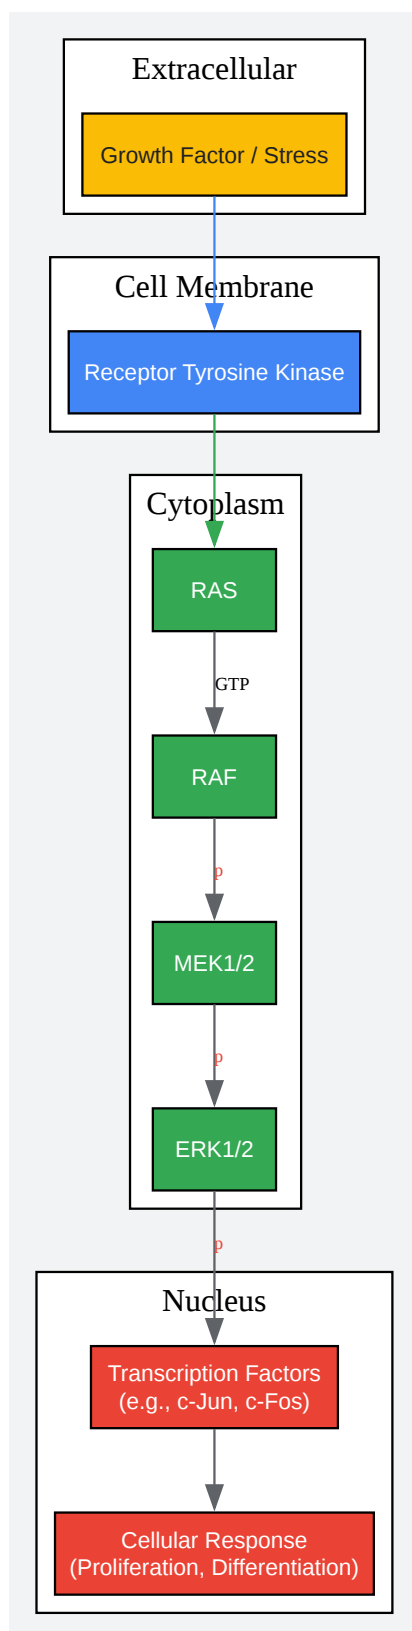 Extracellular
Growth Factor / Stress
Cell Membrane
Receptor Tyrosine Kinase
Cytoplasm
RAS
GTP
RAF
p
MEK1/2
p
ERK1/2
p
Nucleus
Transcription Factors
(e.g., c-Jun, c-Fos)
Cellular Response
(Proliferation, Differentiation)